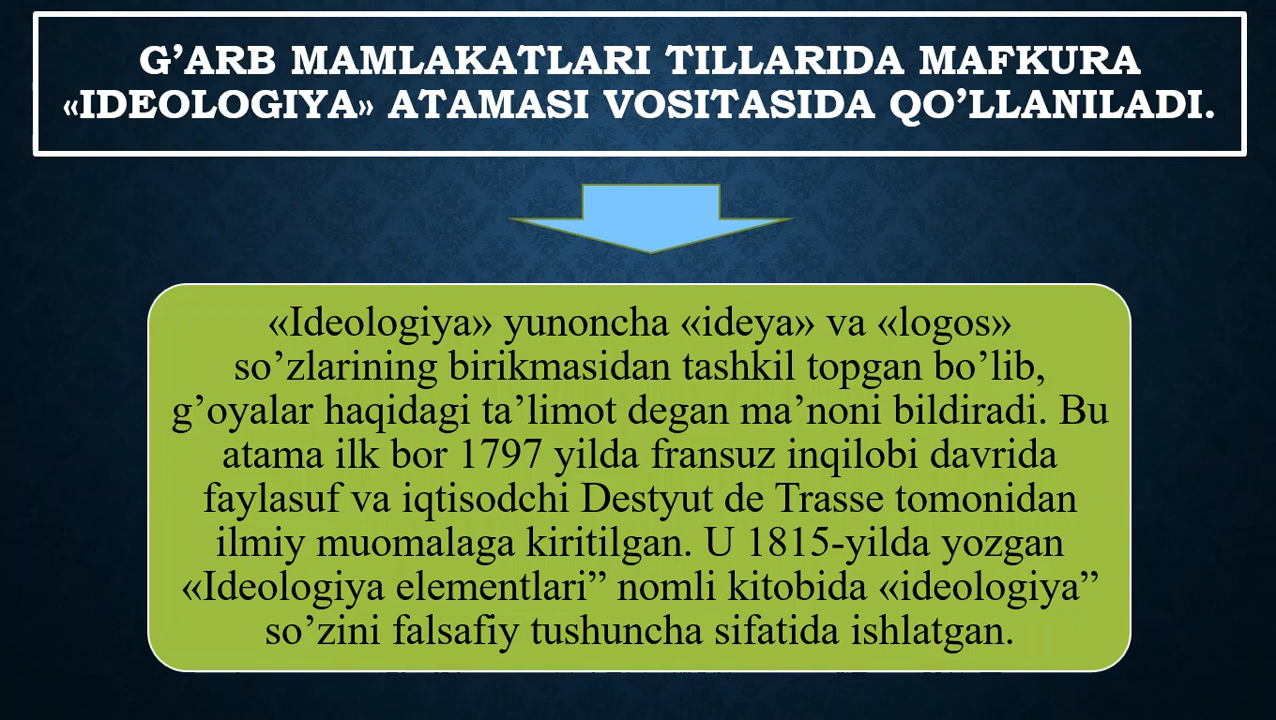 G’ARB MAMLAKATLARI TILLARIDA MAFKURA
«IDEOLOGIYA» ATAMASI VOSITASIDA QO’LLANILADI.
«Ideologiya» yunoncha «ideya» va «logos»
so’zlarining birikmasidan tashkil topgan bo’lib,
g’oyalar haqidagi ta’limot degan ma’noni bildiradi. Bu
atama ilk bor 1797 yilda fransuz inqilobi davrida
faylasuf va iqtisodchi Destyut de Trasse tomonidan
ilmiy muomalaga kiritilgan. U 1815-yilda yozgan
«Ideologiya elementlari” nomli kitobida «ideologiya”
so’zini falsafiy tushuncha sifatida ishlatgan.